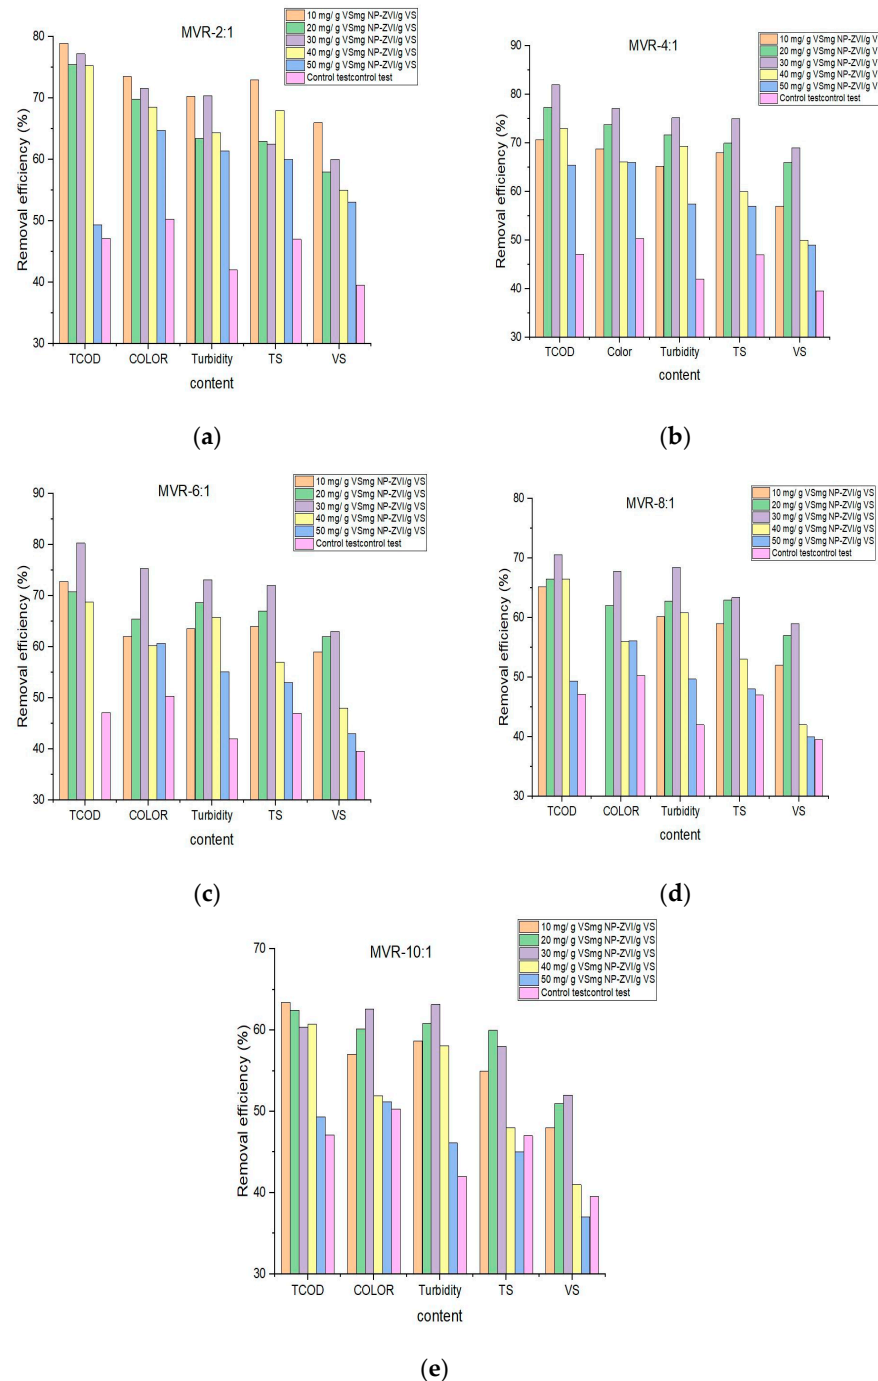 MVR-2:1
10 mg/ g VSmg NP-ZVI/g VS
20 mg/ g VSmg NP-ZVI/g VS
30 mg/ g VSmg NP-ZVI/g VS
40 mg/ g VSmg NP-ZVI/g VS
50 mg/ g VSmg NP-ZVI/g VS
Control testcontrol test
Removal efficiency (%)
80
70
60
50
40
30
TCOD COLOR Turbidity TS VS
content
(a)
MVR-4:1
10 mg/ g VSmg NP-ZVI/g V
20 mg/ g VSmg NP-ZVI/g V
30 mg/ g VSmg NP-ZVI/g V
40 mg/ g VSmg NP-ZVI/g V
50 mg/ g VSmg NP-ZVI/g V
Control testcontrol test
Removal efficiency (%)
90
80
70
60
50
40
30
TCOD Color Turbidity TS VS
content
(b)
MVR-6:1
10 mg/ g VSmg NP-ZVI/g VS
20 mg/ g VSmg NP-ZVI/g VS
30 mg/ g VSmg NP-ZVI/g VS
40 mg/ g VSmg NP-ZVI/g VS
50 mg/ g VSmg NP-ZVI/g VS
Control testcontrol test
Removal efficiency (%)
90
80
70
60
50
40
30
TCOD COLOR Turbidity TS VS
content
(c)
MVR-8:1
10 mg/ g VSmg NP-ZVI/g VS
20 mg/ g VSmg NP-ZVI/g VS
30 mg/ g VSmg NP-ZVI/g VS
40 mg/ g VSmg NP-ZVI/g VS
50 mg/ g VSmg NP-ZVI/g VS
Control testcontrol test
Removal efficiency (%)
80
70
60
50
40
30
TCOD COLOR Turbidity TS VS
content
(d)
MVR-10:1
10 mg/ g VSmg NP-ZVI/g VS
20 mg/ g VSmg NP-ZVI/g VS
30 mg/ g VSmg NP-ZVI/g VS
40 mg/ g VSmg NP-ZVI/g VS
50 mg/ g VSmg NP-ZVI/g VS
Control testcontrol test
Removal efficiency (%)
70
60
50
40
30
TCOD COLOR Turbidity TS VS
content
(e)